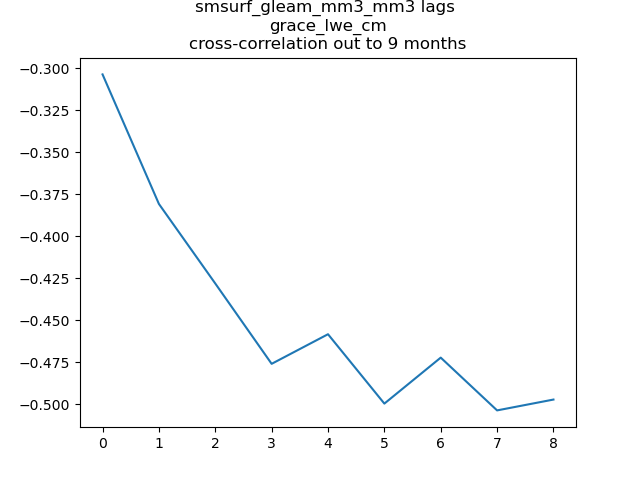 smsurf_gleam_mm3_mm3 lags
grace_lwe_cm
cross-correlation out to 9 months
−0.300
−0.325
−0.350
−0.375
−0.400
−0.425
−0.450
−0.475
−0.500
0 1 2 3 4 5 6 7 8